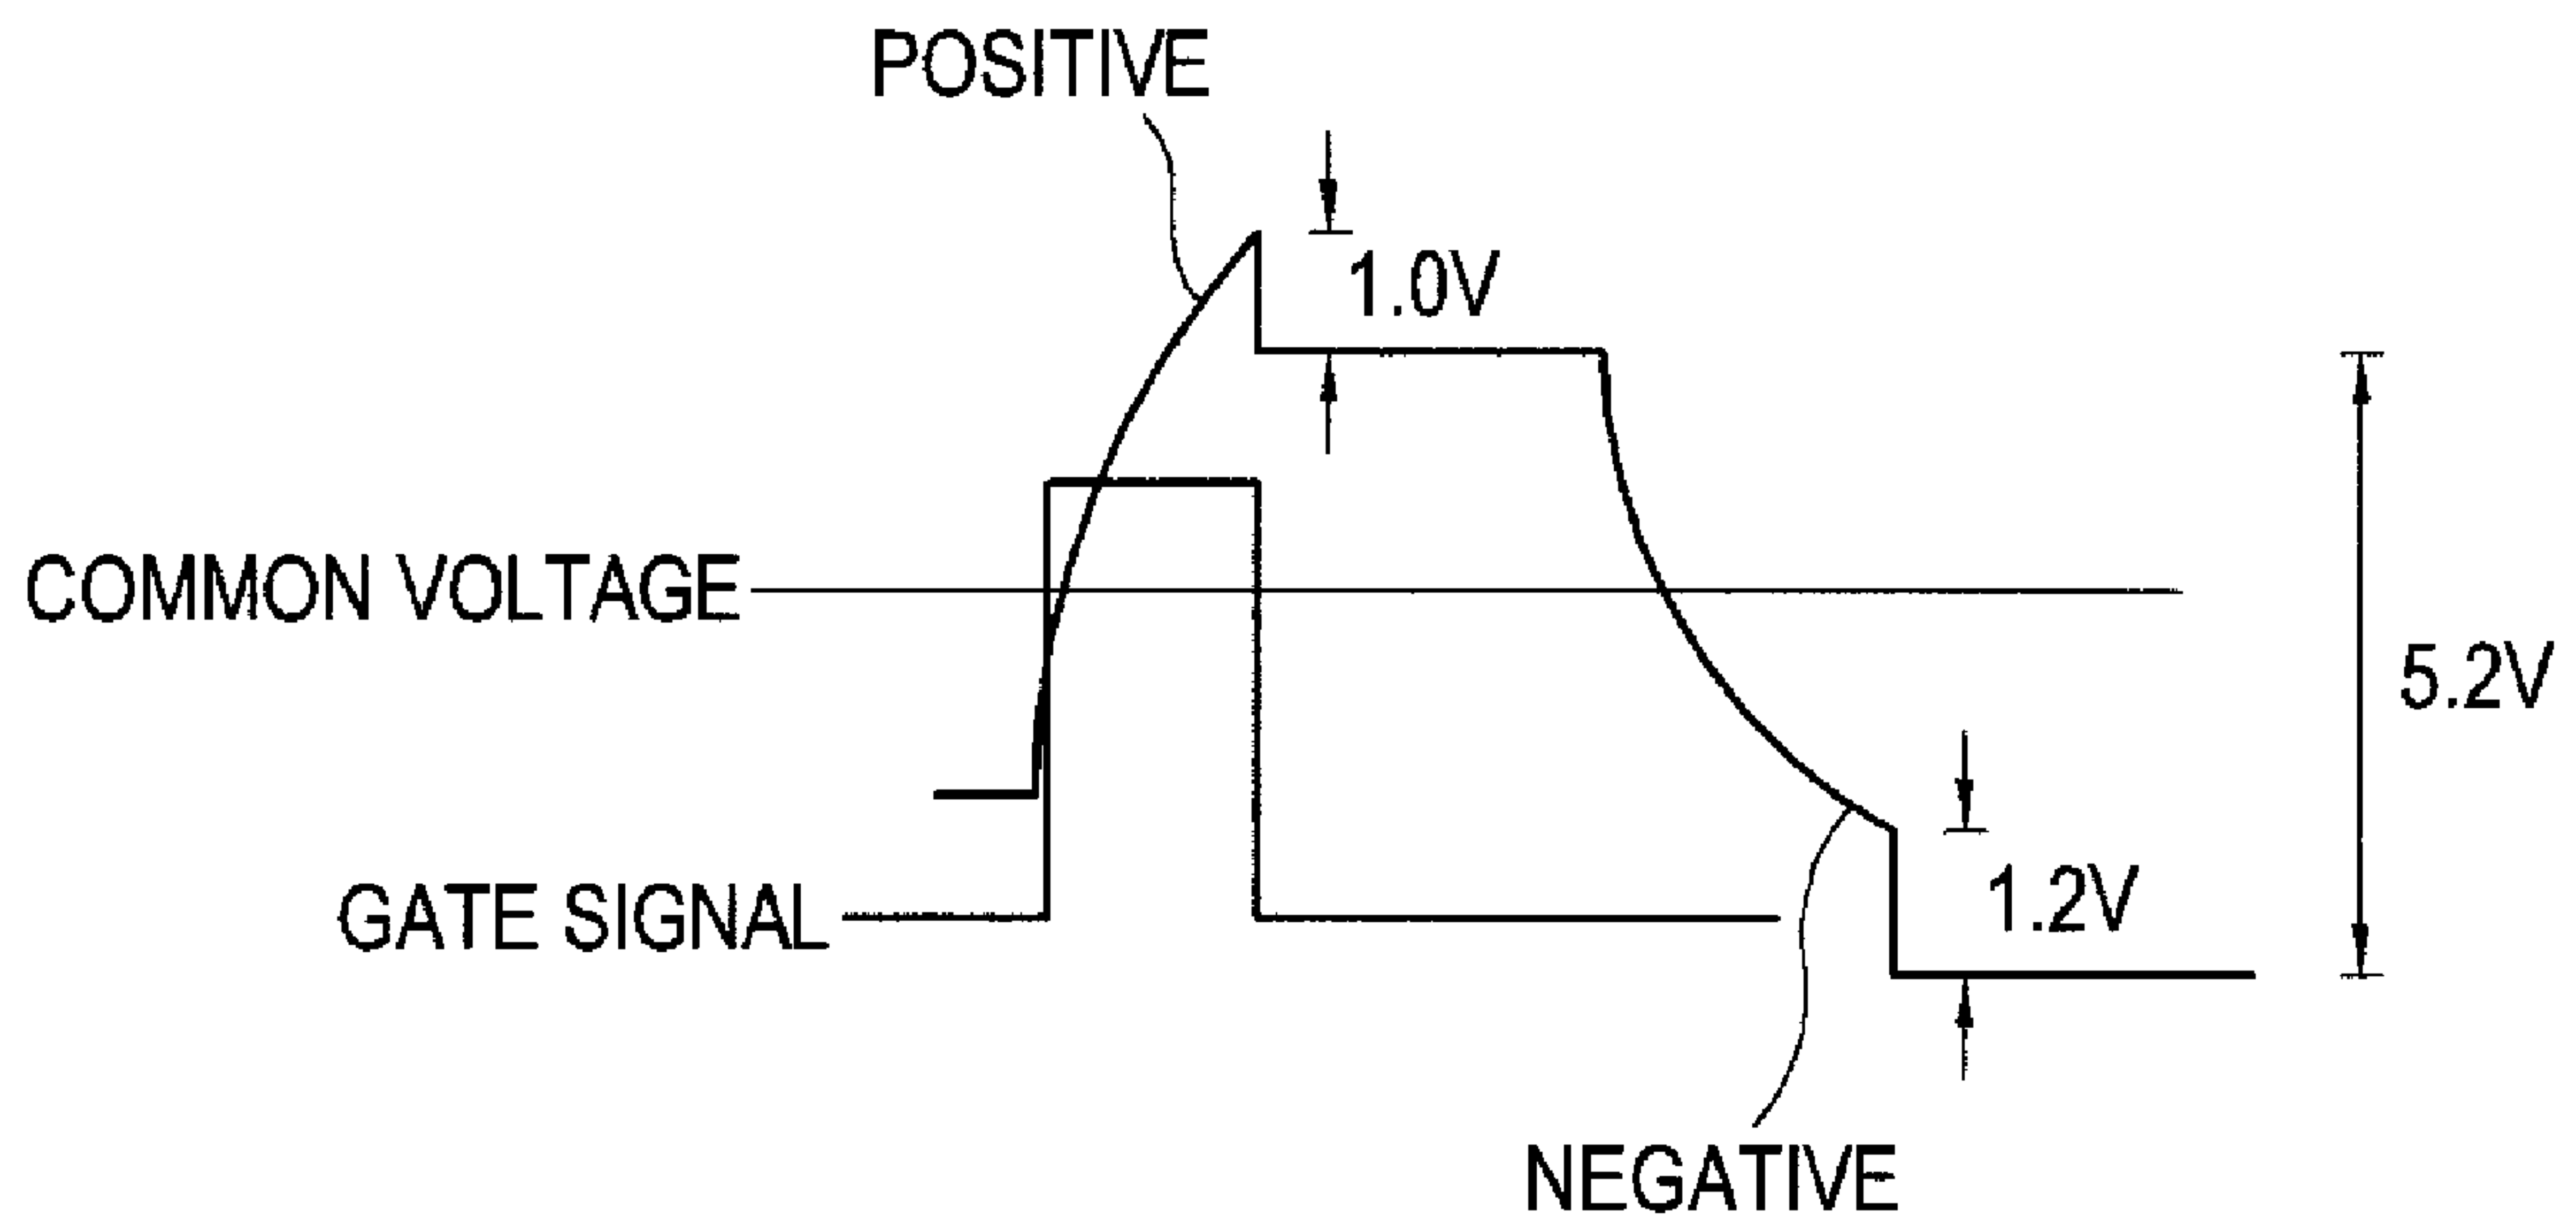 POSITIVE
1.0V
COMMON VOLTAGE
5.2V
GATE SIGNAL
1.2V
NEGATIVE